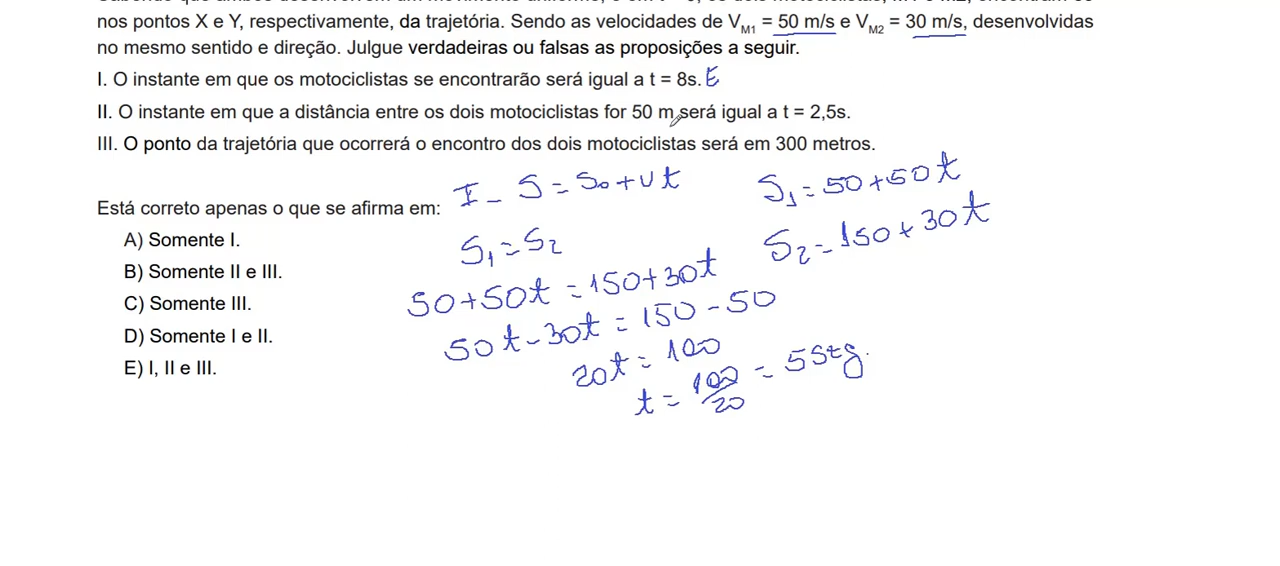 nos pontos X e Y, respectivamente, da trajetória. Sendo as velocidades de VM1 = 50 m/s e VM2 = 30 m/s, desenvolvidas
no mesmo sentido e direção. Julgue verdadeiras ou falsas as proposições a seguir.
I. O instante em que os motociclistas se encontrarão será igual a t = 8s. E
II. O instante em que a distância entre os dois motociclistas for 50 m será igual a t = 2,5s.
III. O ponto da trajetória que ocorrerá o encontro dos dois motociclistas será em 300 metros.
I - S = So + vt
S1 = 50 + 50t
Está correto apenas o que se afirma em:
S1 = S2
S2 = 150 + 30t
A) Somente I.
B) Somente II e III.
C) Somente III.
D) Somente I e II.
E) I, II e III.
50 + 50t = 150 + 30t
50t - 30t = 150 - 50
20t = 100
t = 100/20 = 5 seg.